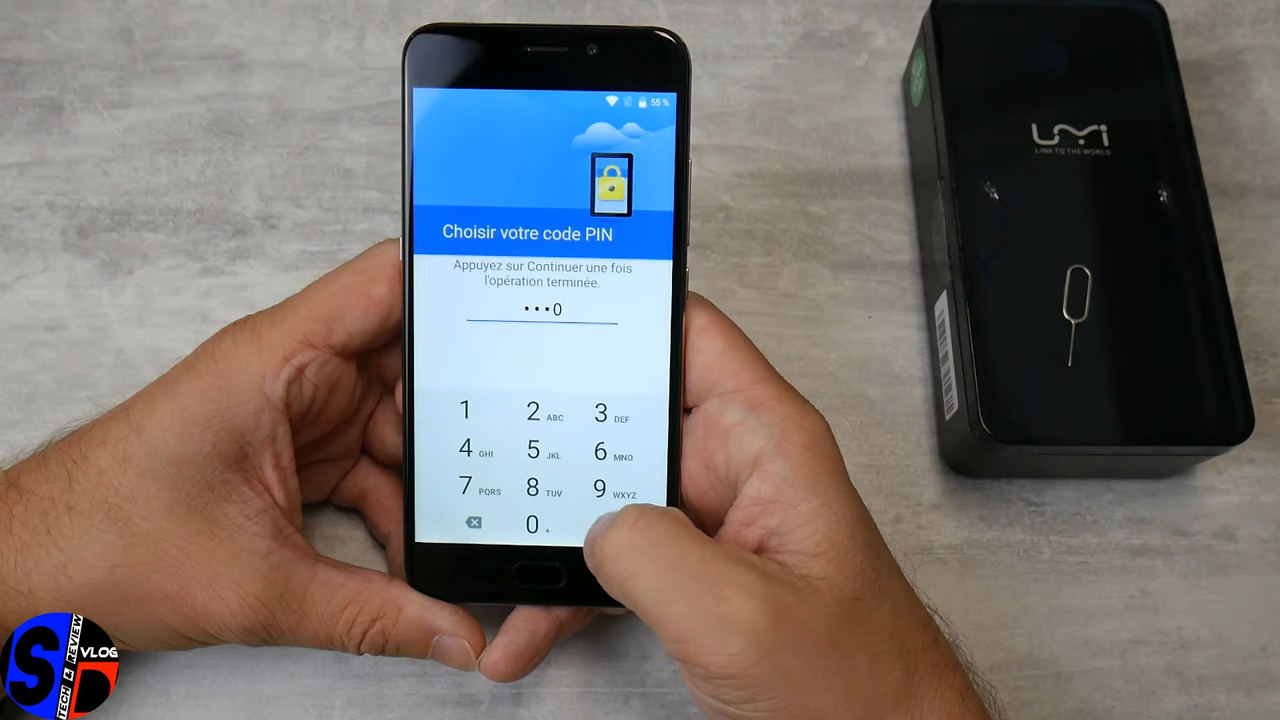 55 %
Choisir votre code PIN
Appuyez sur Continuer une fois
l'opération terminée.
•••0
1
2 ABC
3 DEF
4 GHI
5 JKL
6 MNO
7 PQRS
8 TUV
9 WXYZ
0 +
UMi
LINK TO THE WORLD
SD
TECH & REVIEW
VLOG